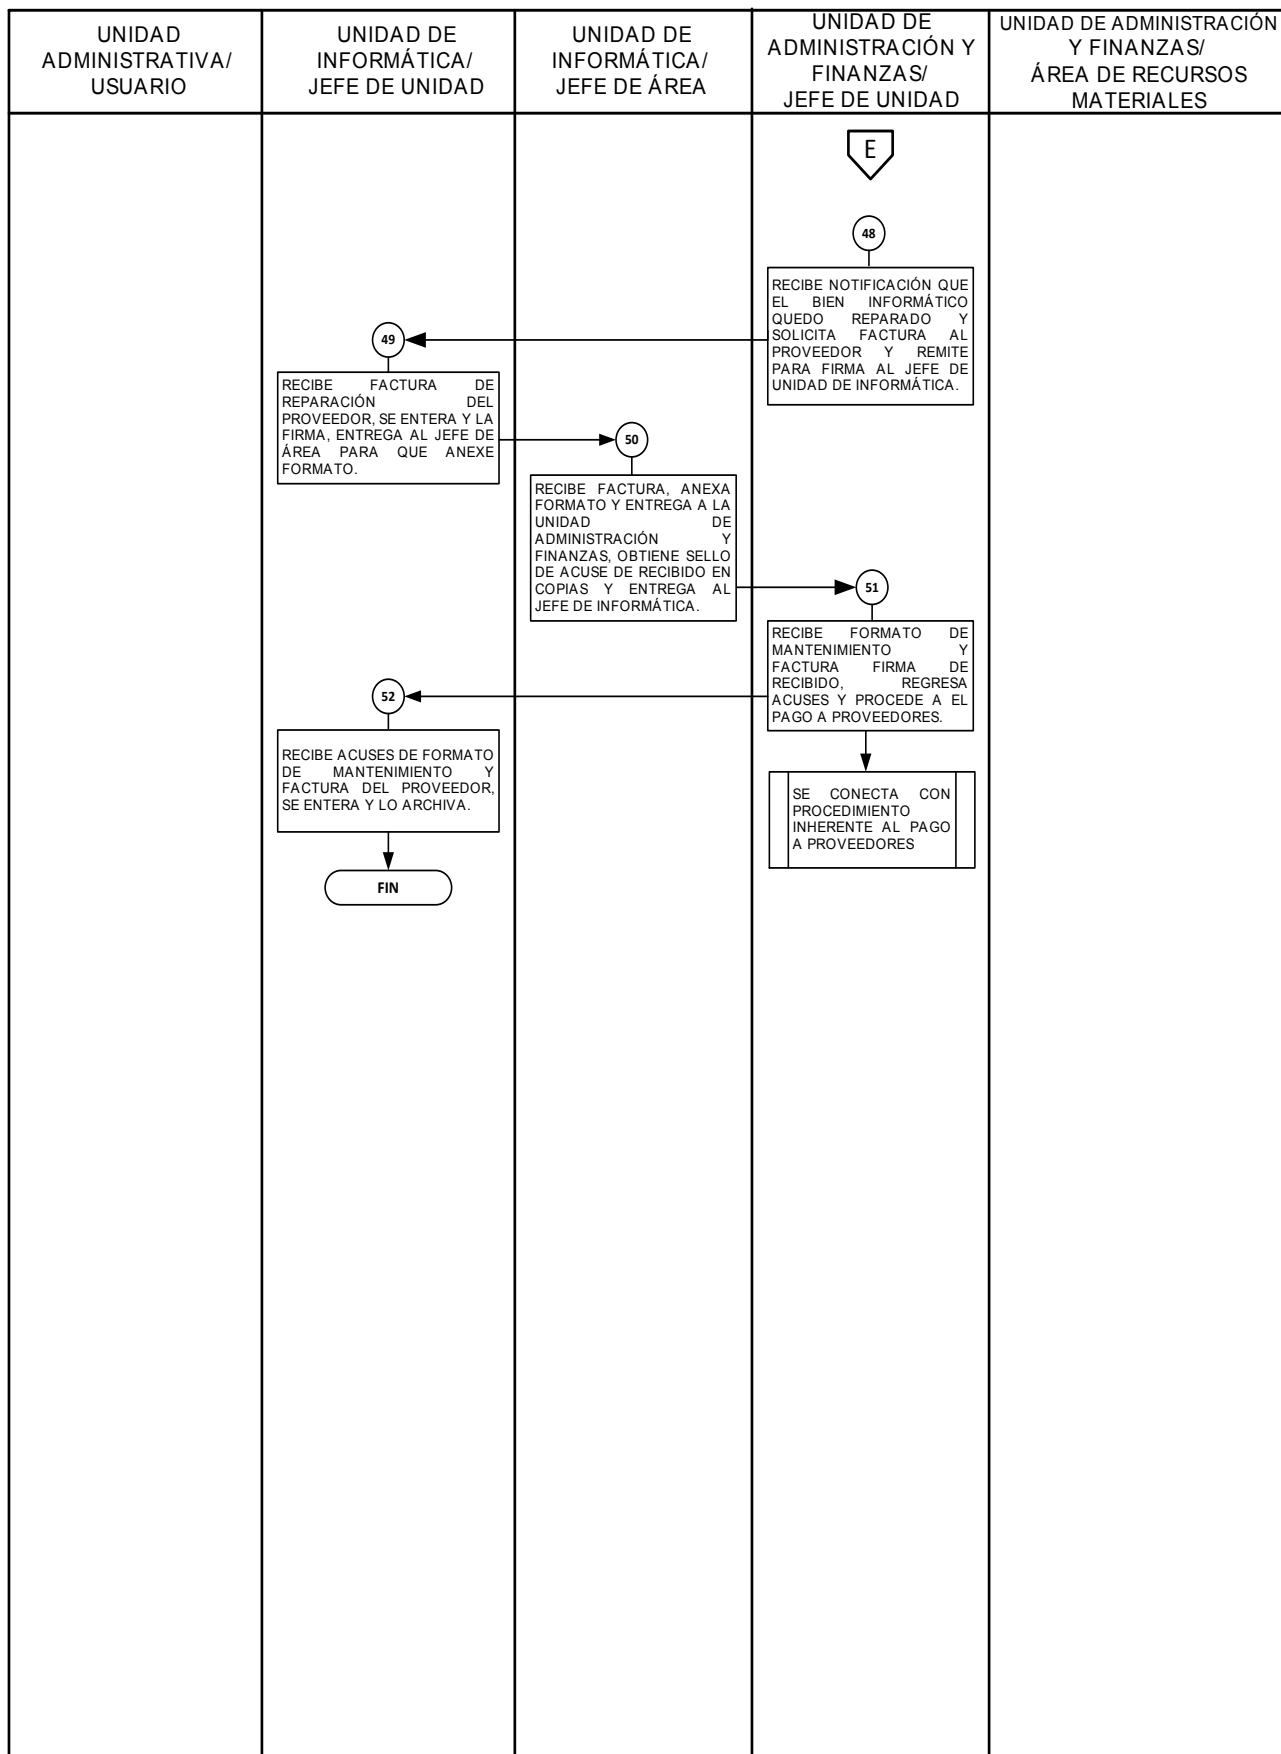 UNIDAD
ADMINISTRATIVA/
USUARIO
UNIDAD DE
INFORMÁTICA/
JEFE DE UNIDAD
UNIDAD DE
INFORMÁTICA/
JEFE DE ÁREA
UNIDAD DE
ADMINISTRACIÓN Y
FINANZAS/
JEFE DE UNIDAD
UNIDAD DE ADMINISTRACIÓN
Y FINANZAS/
ÁREA DE RECURSOS
MATERIALES
E
48
RECIBE NOTIFICACIÓN QUE
EL BIEN INFORMÁTICO
QUEDO REPARADO Y
SOLICITA FACTURA AL
PROVEEDOR Y REMITE
PARA FIRMA AL JEFE DE
UNIDAD DE INFORMÁTICA.
49
RECIBE FACTURA DE
REPARACIÓN DEL
PROVEEDOR, SE ENTERA Y LA
FIRMA, ENTREGA AL JEFE DE
ÁREA PARA QUE ANEXE
FORMATO.
50
RECIBE FACTURA, ANEXA
FORMATO Y ENTREGA A LA
UNIDAD DE
ADMINISTRACIÓN Y
FINANZAS, OBTIENE SELLO
DE ACUSE DE RECIBIDO EN
COPIAS Y ENTREGA AL
JEFE DE INFORMÁTICA.
51
RECIBE FORMATO DE
MANTENIMIENTO Y
FACTURA FIRMA DE
RECIBIDO, REGRESA
ACUSES Y PROCEDE A EL
PAGO A PROVEEDORES.
52
RECIBE ACUSES DE FORMATO
DE MANTENIMIENTO Y
FACTURA DEL PROVEEDOR,
SE ENTERA Y LO ARCHIVA.
SE CONECTA CON
PROCEDIMIENTO
INHERENTE AL PAGO
A PROVEEDORES
FIN